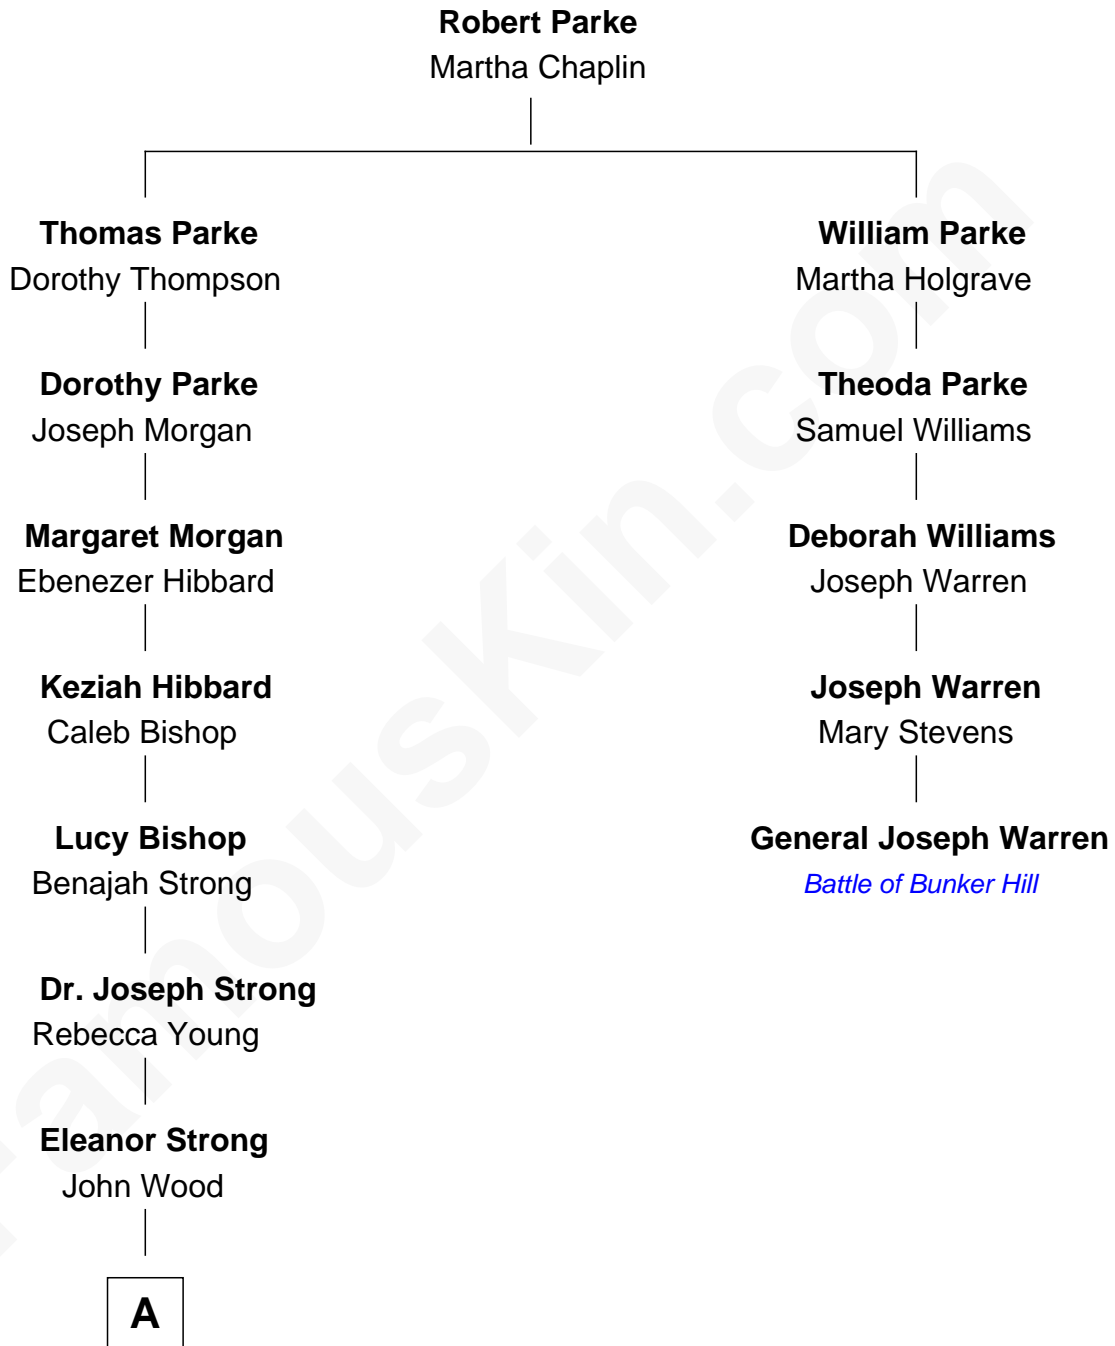 Robert Parke
Martha Chaplin
Thomas Parke
Dorothy Thompson
William Parke
Martha Holgrave
Dorothy Parke
Joseph Morgan
Theoda Parke
Samuel Williams
Margaret Morgan
Ebenezer Hibbard
Deborah Williams
Joseph Warren
Keziah Hibbard
Caleb Bishop
Joseph Warren
Mary Stevens
Lucy Bishop
Benajah Strong
General Joseph Warren
Battle of Bunker Hill
Dr. Joseph Strong
Rebecca Young
Eleanor Strong
John Wood
A
FamousKin.com